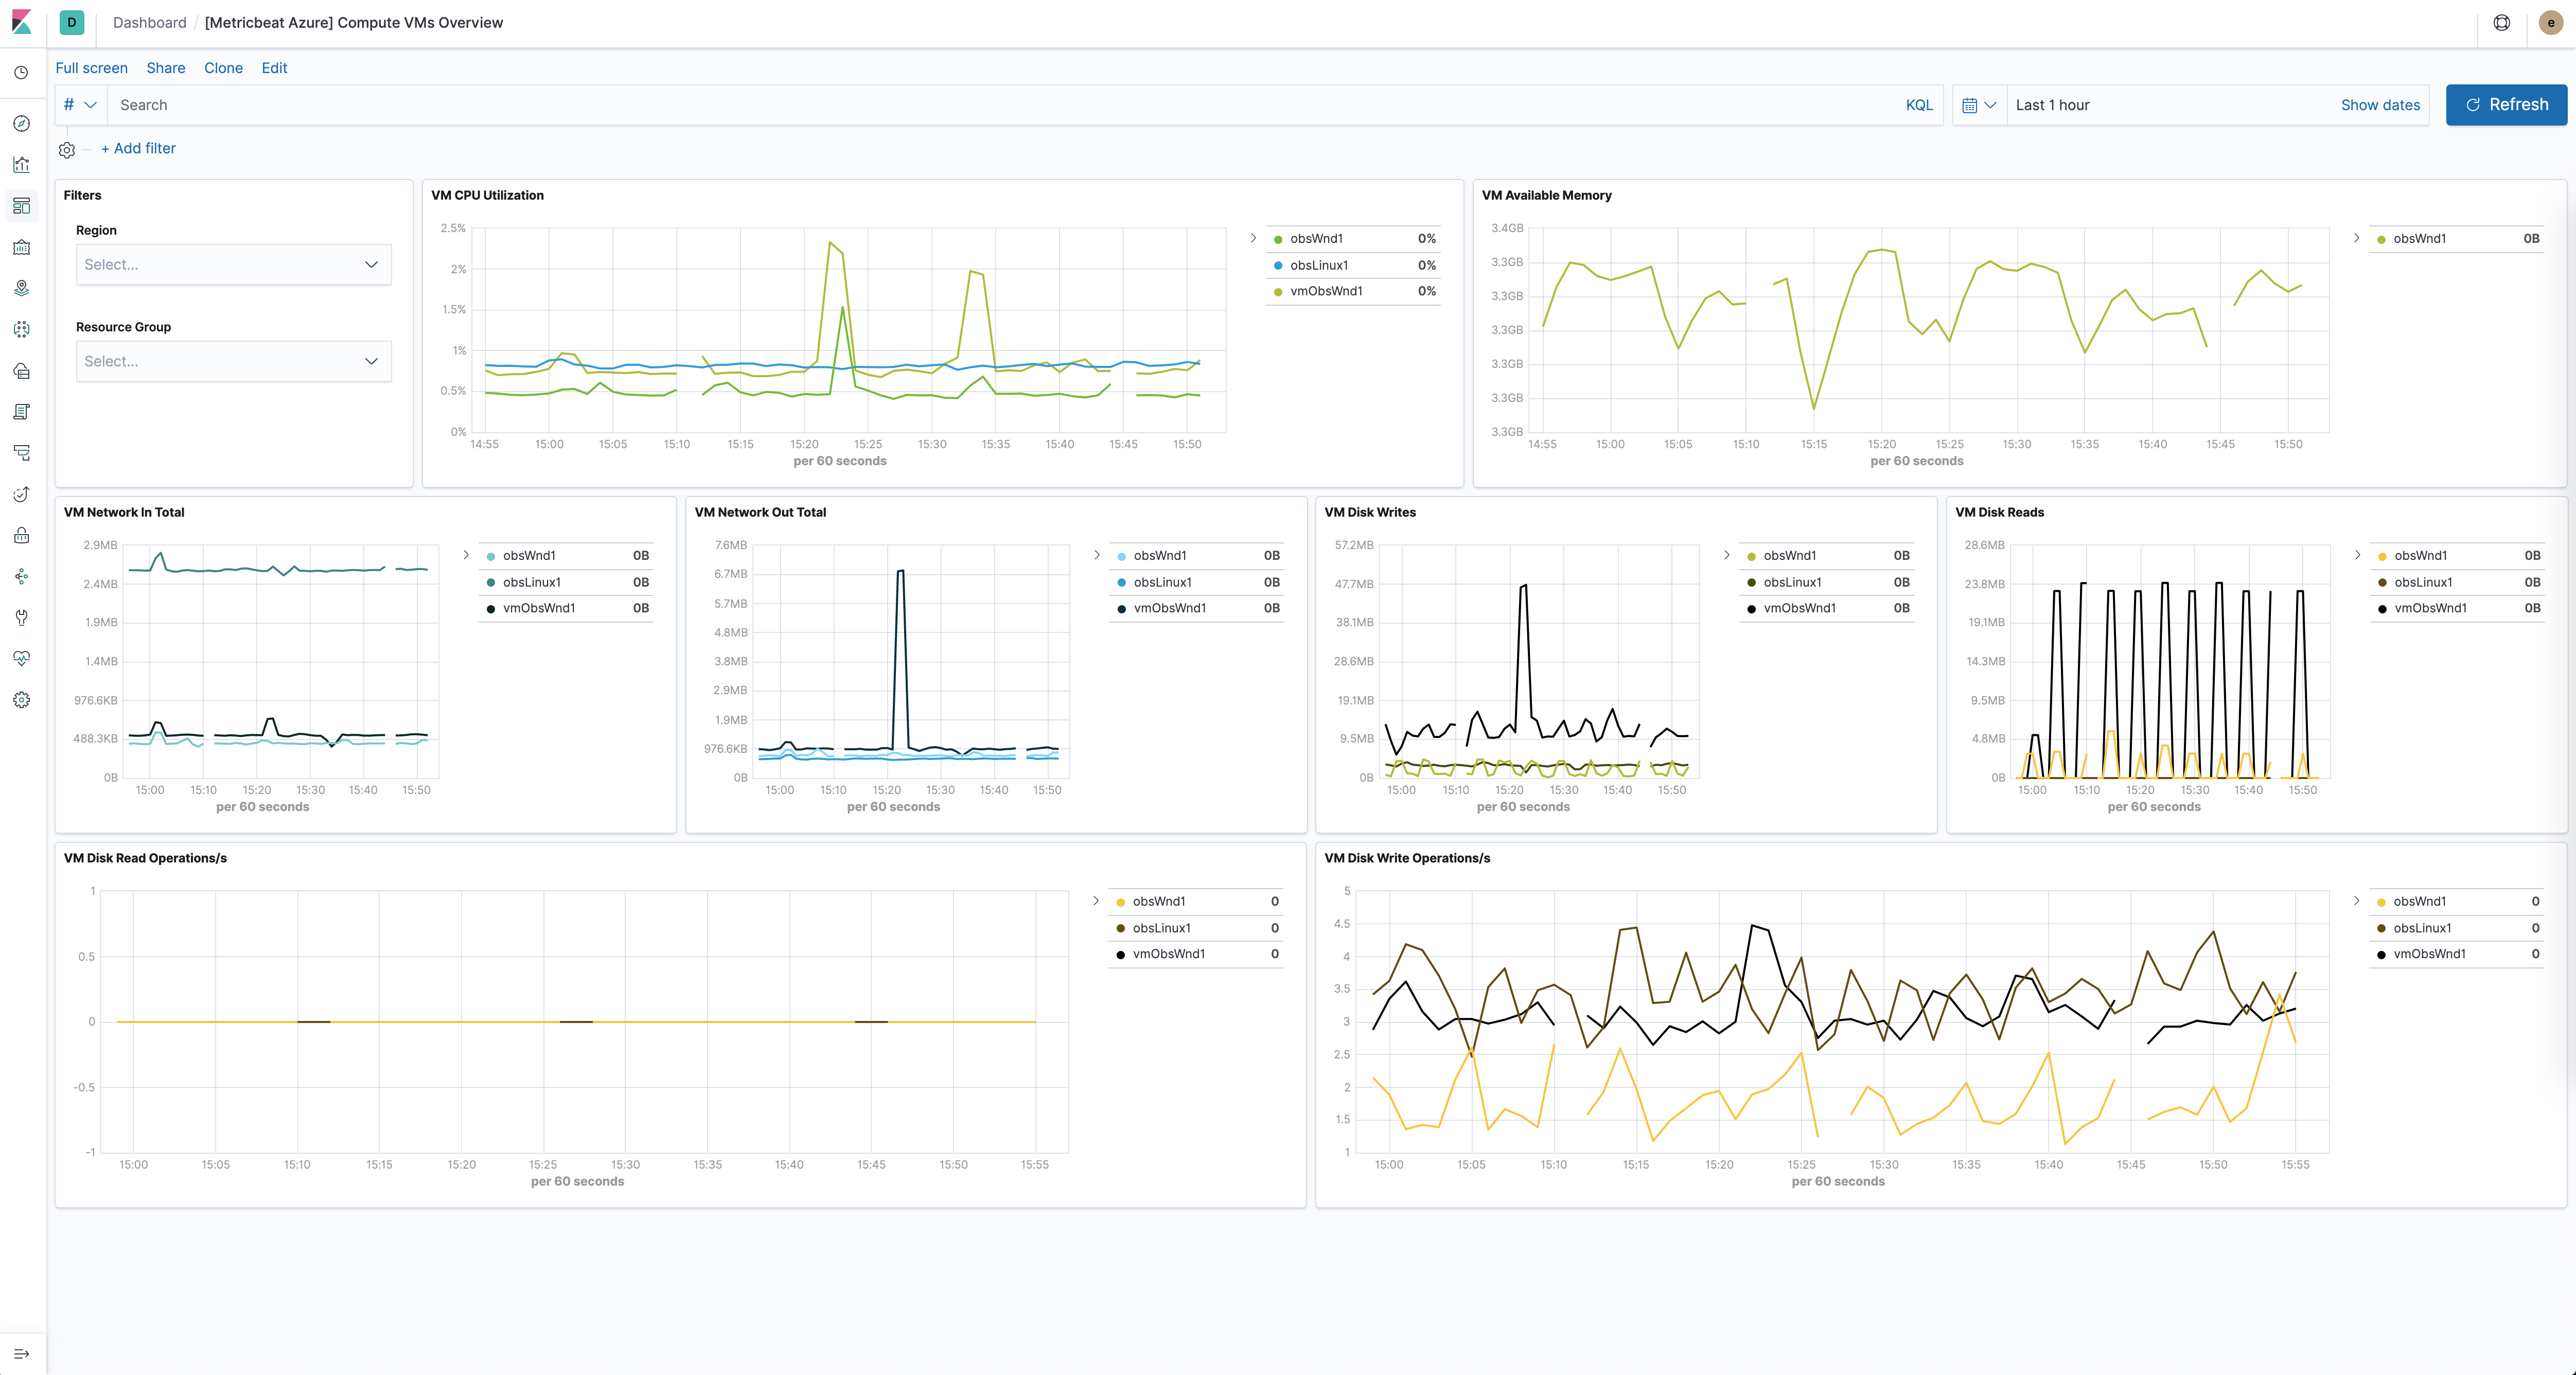 D Dashboard / [Metricbeat Azure] Compute VMs Overview e
Full screen Share Clone Edit
# Search KQL Last 1 hour Show dates Refresh
+ Add filter
Filters
Region
Select...
Resource Group
Select...
VM CPU Utilization
2.5%
2%
1.5%
1%
0.5%
0%
14:55 15:00 15:05 15:10 15:15 15:20 15:25 15:30 15:35 15:40 15:45 15:50
per 60 seconds
obsWnd1 0%
obsLinux1 0%
vmObsWnd1 0%
VM Available Memory
3.4GB
3.3GB
3.3GB
3.3GB
3.3GB
3.3GB
3.3GB
14:55 15:00 15:05 15:10 15:15 15:20 15:25 15:30 15:35 15:40 15:45 15:50
per 60 seconds
obsWnd1 0B
VM Network In Total
2.9MB
2.4MB
1.9MB
1.4MB
976.6KB
488.3KB
0B
15:00 15:10 15:20 15:30 15:40 15:50
per 60 seconds
obsWnd1 0B
obsLinux1 0B
vmObsWnd1 0B
VM Network Out Total
7.6MB
6.7MB
5.7MB
4.8MB
3.8MB
2.9MB
1.9MB
976.6KB
0B
15:00 15:10 15:20 15:30 15:40 15:50
per 60 seconds
obsWnd1 0B
obsLinux1 0B
vmObsWnd1 0B
VM Disk Writes
57.2MB
47.7MB
38.1MB
28.6MB
19.1MB
9.5MB
0B
15:00 15:10 15:20 15:30 15:40 15:50
per 60 seconds
obsWnd1 0B
obsLinux1 0B
vmObsWnd1 0B
VM Disk Reads
28.6MB
23.8MB
19.1MB
14.3MB
9.5MB
4.8MB
0B
15:00 15:10 15:20 15:30 15:40 15:50
per 60 seconds
obsWnd1 0B
obsLinux1 0B
vmObsWnd1 0B
VM Disk Read Operations/s
1
0.5
0
-0.5
-1
15:00 15:05 15:10 15:15 15:20 15:25 15:30 15:35 15:40 15:45 15:50 15:55
per 60 seconds
obsWnd1 0
obsLinux1 0
vmObsWnd1 0
VM Disk Write Operations/s
5
4.5
4
3.5
3
2.5
2
1.5
1
15:00 15:05 15:10 15:15 15:20 15:25 15:30 15:35 15:40 15:45 15:50 15:55
per 60 seconds
obsWnd1 0
obsLinux1 0
vmObsWnd1 0